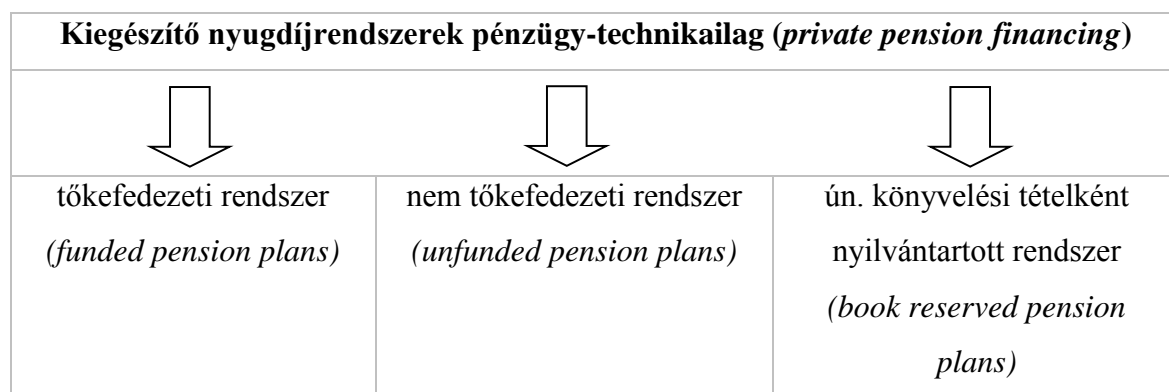 Kiegészítő nyugdíjrendszerek pénzügy-technikailag (private pension financing)
tőkefedezeti rendszer
(funded pension plans)
nem tőkefedezeti rendszer
(unfunded pension plans)
ún. könyvelési tételként
nyilvántartott rendszer
(book reserved pension
plans)